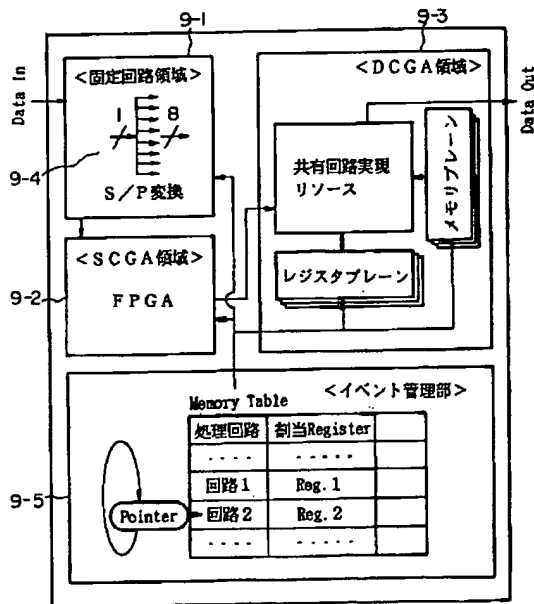 9-1
9-3
<固定回路領域>
1
8
S/P変換
Data In
9-4
<DCGA領域>
Data Out
共有回路実現
リソース
メモリプレーン
レジスタプレーン
<SCGA領域>
FPGA
9-2
<イベント管理部>
Memory Table
処理回路 割当Register
．．．． ．．．．．
回路1 Reg.1
回路2 Reg.2
．．．． ．．．．．
Pointer
9-5